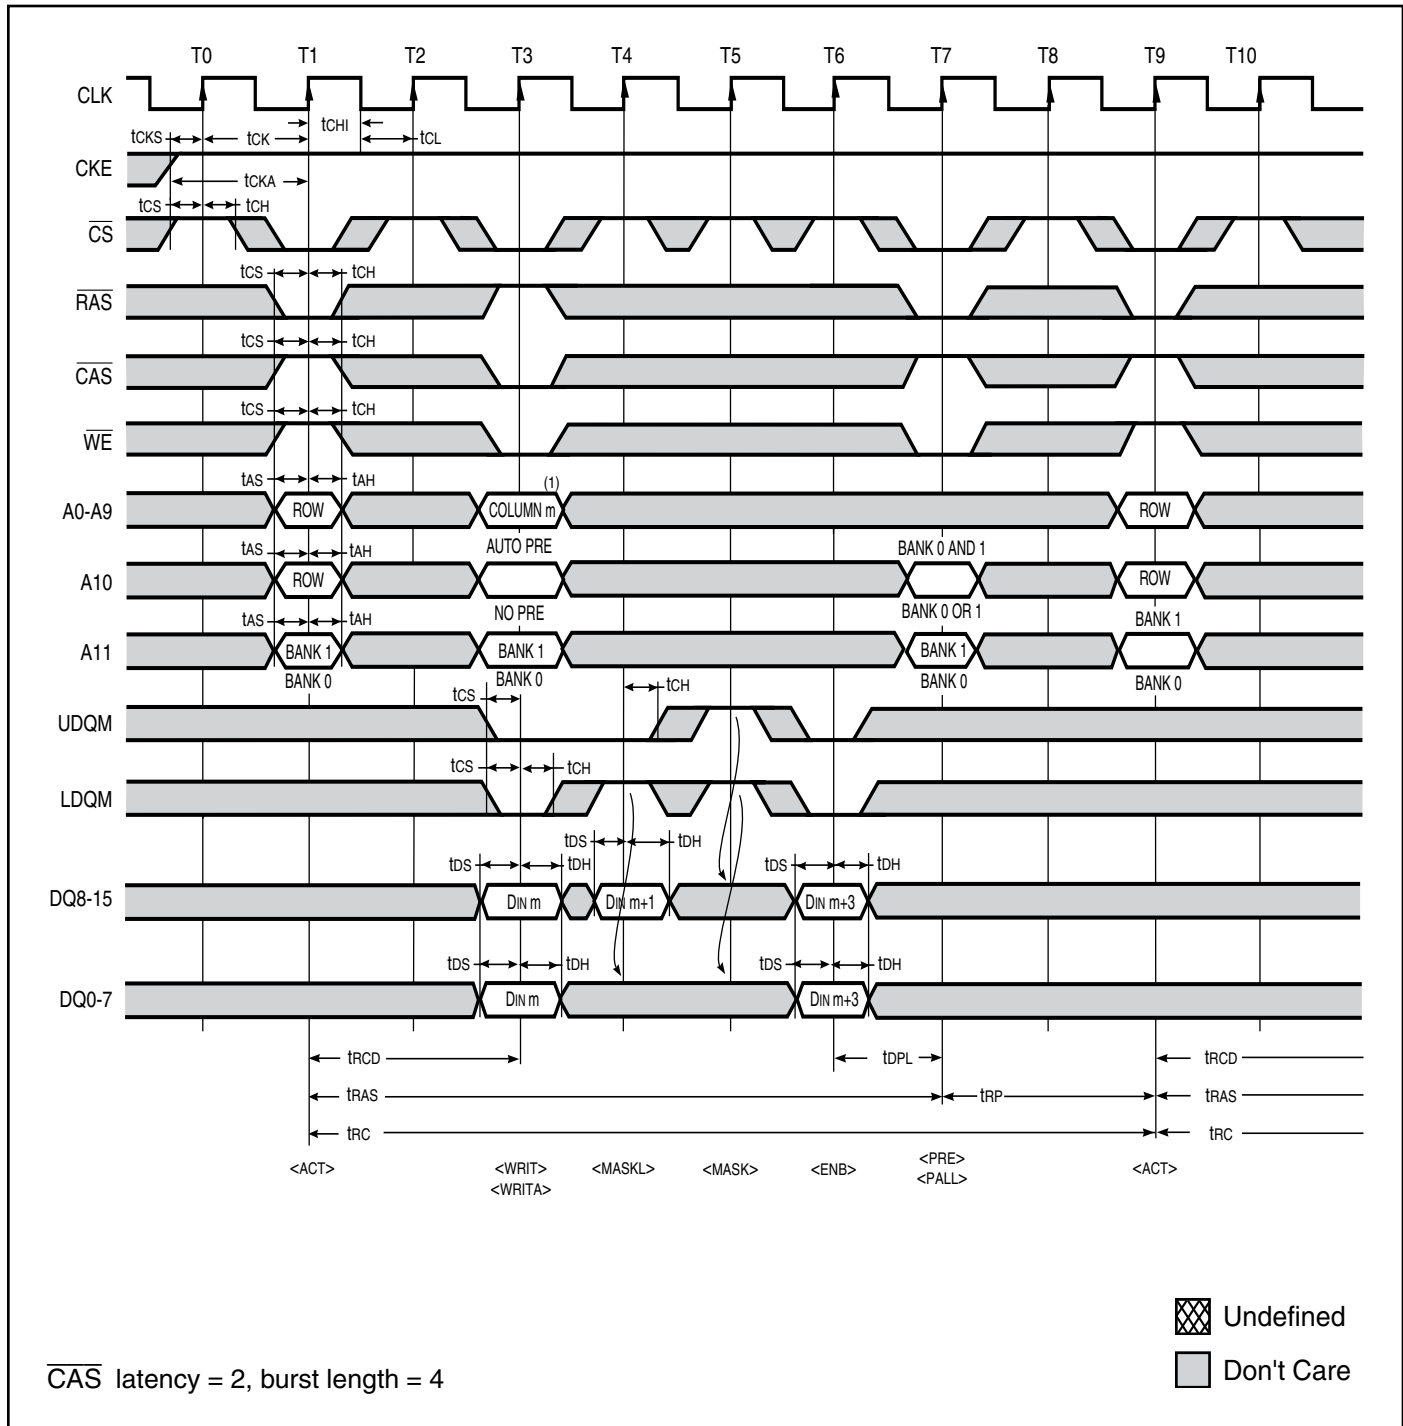 T0 T1 T2 T3 T4 T5 T6 T7 T8 T9 T10
CLK
tCHI
tCKS tCK tCL
CKE
tCKA
tCS tCH
CS
tCS tCH
RAS
tCS tCH
CAS
tCS tCH
WE
tAS tAH (1)
A0-A9 ROW COLUMN m ROW
tAS tAH AUTO PRE BANK 0 AND 1
A10 ROW ROW
NO PRE BANK 0 OR 1 BANK 1
tAS tAH
A11 BANK 1 BANK 1 BANK 1
BANK 0 BANK 0 BANK 0 BANK 0
tCS tCH
UDQM
tCS tCH
LDQM
tDS tDH
tDS tDH tDS tDH
DQ8-15 DIN m DIN m+1 DIN m+3
tDS tDH tDS tDH
DQ0-7 DIN m DIN m+3
tRCD tDPL tRCD
tRAS tRP tRAS
tRC tRC
<ACT> <WRIT> <MASKL> <MASK> <ENB> <PRE> <ACT>
<WRITA> <PALL>
Undefined
Don't Care
CAS latency = 2, burst length = 4